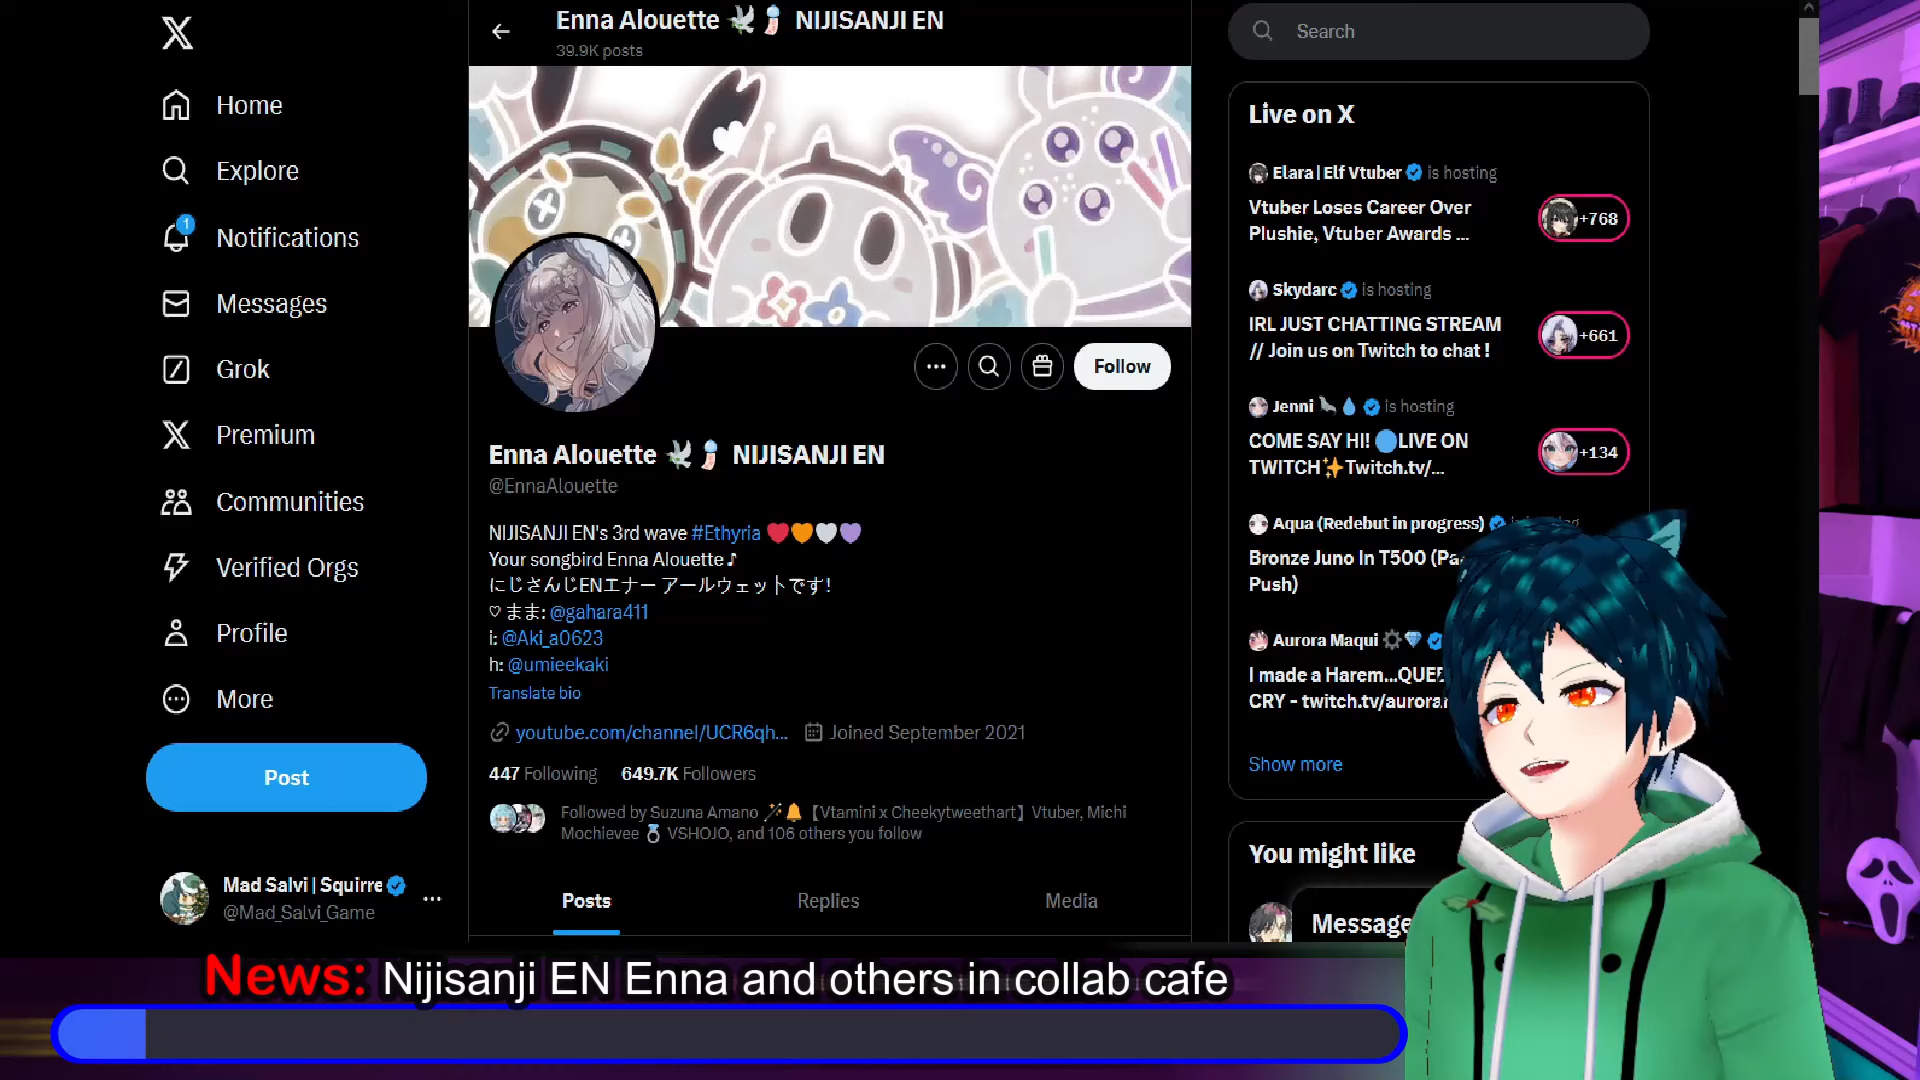 Home
Explore
1
Notifications
Messages
Grok
Premium
Communities
Verified Orgs
Profile
More
Post
Mad Salvi | Squirre
@Mad_Salvi_Game
Enna Alouette 🕊 NIJISANJI EN
39.9K posts
Follow
Enna Alouette 🕊 NIJISANJI EN
@EnnaAlouette
NIJISANJI EN's 3rd wave #Ethyria ❤️🧡🤍💜
Your songbird Enna Alouette♪
にじさんじENエナー アールウェットです!
♡ まま: @gahara411
i: @Aki_a0623
h: @umieekaki
Translate bio
youtube.com/channel/UCR6qh...
Joined September 2021
447 Following 649.7K Followers
Followed by Suzuna Amano 🪄🔔【Vtamini x Cheekytweethart】Vtuber, Michi
Mochievee 💍 VSHOJO, and 106 others you follow
Posts Replies Media
Search
Live on X
Elara | Elf Vtuber is hosting
Vtuber Loses Career Over
Plushie, Vtuber Awards ...
+768
Skydarc is hosting
IRL JUST CHATTING STREAM
// Join us on Twitch to chat !
+661
Jenni 🦭💧 is hosting
COME SAY HI! 🔵LIVE ON
TWITCH✨Twitch.tv/...
+134
Aqua (Redebut in progress)
Bronze Juno In T500 (Pa
Push)
Aurora Maqui ⚙️💎
I made a Harem...QUEE
CRY - twitch.tv/aurora
Show more
You might like
Message
News: Nijisanji EN Enna and others in collab cafe